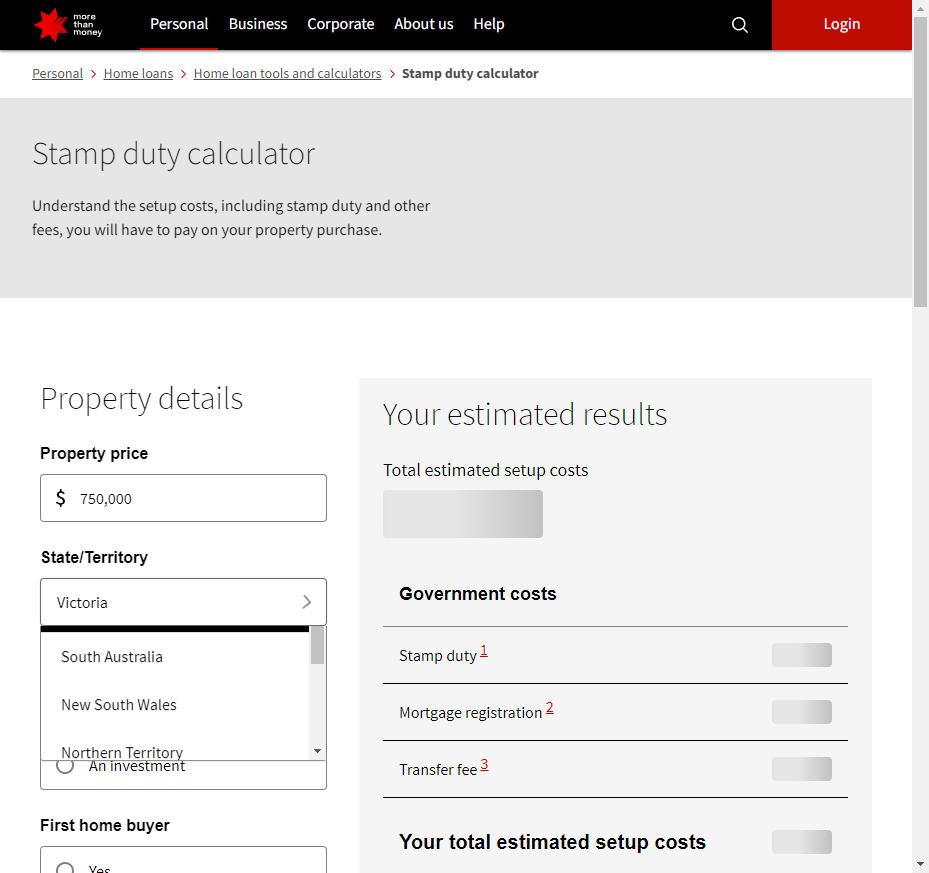 more
than
money
Personal Business Corporate About us Help
Login
Personal > Home loans > Home loan tools and calculators > Stamp duty calculator
Stamp duty calculator
Understand the setup costs, including stamp duty and other
fees, you will have to pay on your property purchase.
Property details
Property price
$ 750,000
State/Territory
Victoria
South Australia
New South Wales
Northern Territory
An investment
First home buyer
Yes
Your estimated results
Total estimated setup costs
Government costs
Stamp duty 1
Mortgage registration 2
Transfer fee 3
Your total estimated setup costs